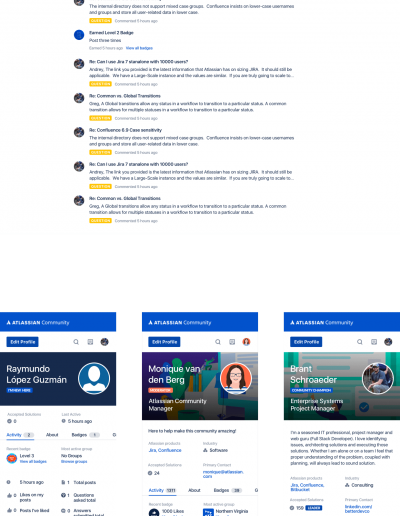 The internal directory does not support mixed case groups. Confluence insists on lower-case usernames
and groups and store all user-related data in lower case.
QUESTION Commented 5 hours ago
Earned Level 2 Badge
Post three times
Earned 5 hours ago View all badges
Re: Can I use Jira 7 stanalone with 10000 users?
Andrey, The link you provided is the latest information that Atlassian has on sizing JIRA. It should still be
applicable. We have a Large-Scale instance and the values are similar. If you are truly going to scale to...
QUESTION Commented 5 hours ago
Re: Common vs. Global Transitions
Greg, A Global transitions allow any status in a workflow to transition to a particular status. A common
transition allows for multiple statuses in a workflow to transition to a particular status.
QUESTION Commented 5 hours ago
Re: Confluence 6.9 Case sensitivity
The internal directory does not support mixed case groups. Confluence insists on lower-case usernames
and groups and store all user-related data in lower case.
QUESTION Commented 5 hours ago
Re: Can I use Jira 7 stanalone with 10000 users?
Andrey, The link you provided is the latest information that Atlassian has on sizing JIRA. It should still be
applicable. We have a Large-Scale instance and the values are similar. If you are truly going to scale to...
QUESTION Commented 5 hours ago
Re: Common vs. Global Transitions
Greg, A Global transitions allow any status in a workflow to transition to a particular status. A common
transition allows for multiple statuses in a workflow to transition to a particular status.
QUESTION Commented 5 hours ago
ATLASSIAN Community
Edit Profile
Raymundo
López Guzmán
I'M NEW HERE
Accepted Solutions Last Active
0 5 hours ago
Activity 2 About Badges 1
Recent badge Most active group
Level 3 No Groups
View all badges Browse groups
5 hours ago 1 Total posts
0 Likes on my
posts
1 Questions
asked total
0 Posts I've liked
0 Answers
submitted total
ATLASSIAN Community
Edit Profile
Monique van
den Berg
Atlassian Community
Manager
Here to help make this community amazing!
Atlassian products Industry
Jira, Confluence Software
Accepted Solutions Primary Contact
24 monique@atlassian.
com
Activity 1371 About Badges 29
Recent badge Most active group
1000 Likes Northern Virginia
ATLASSIAN Community
Edit Profile
Brant
Schroaeder
COMMUNITY CHAMPION
Enterprise Systems
Project Manager
I'm a seasoned IT professional, project manager and
web guru (Full Stack Developer). I love identifying
issues, architecting solutions and executing those
solutions. Whether I am alone or on a team I feel that
proper understanding of the problem, coupled with
planning, will always lead to sound solution.
Atlassian products Industry
Jira, Confluence,
Bitbucket
Consulting
Accepted Solutions Primary Contact
159 LEADER linkedin.com/
betterdevco